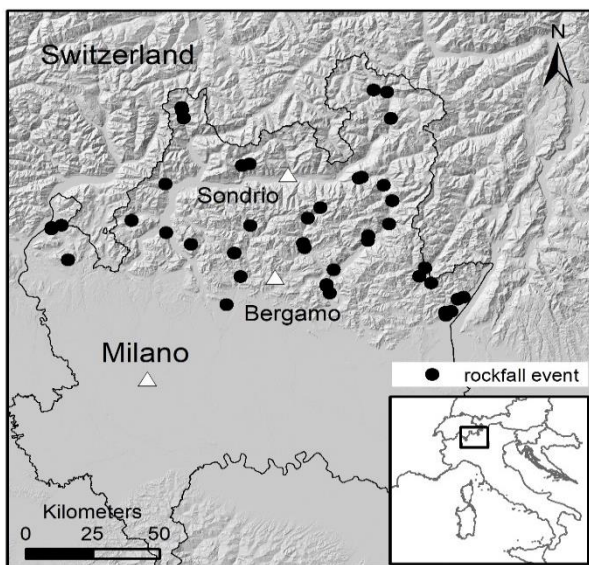 Switzerland
N
Sondrio
Bergamo
Milano
rockfall event
Kilometers
0 25 50